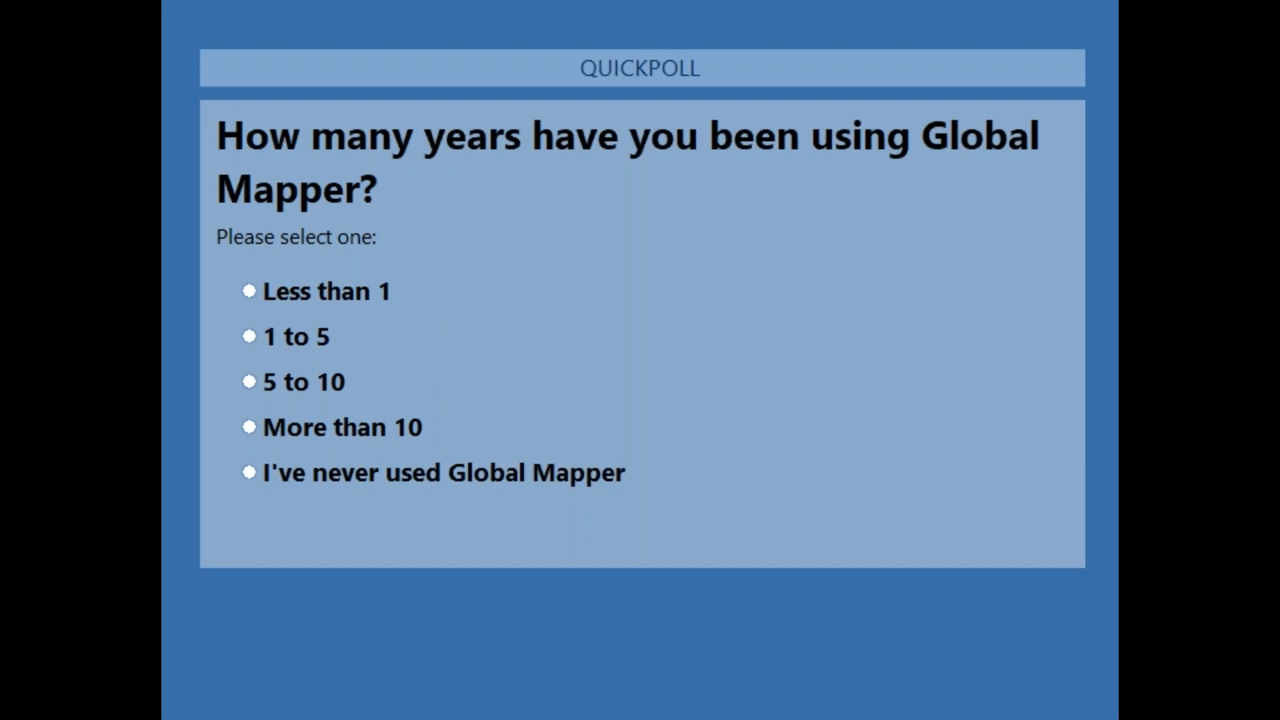 QUICKPOLL
How many years have you been using Global
Mapper?
Please select one:
Less than 1
1 to 5
5 to 10
More than 10
I've never used Global Mapper